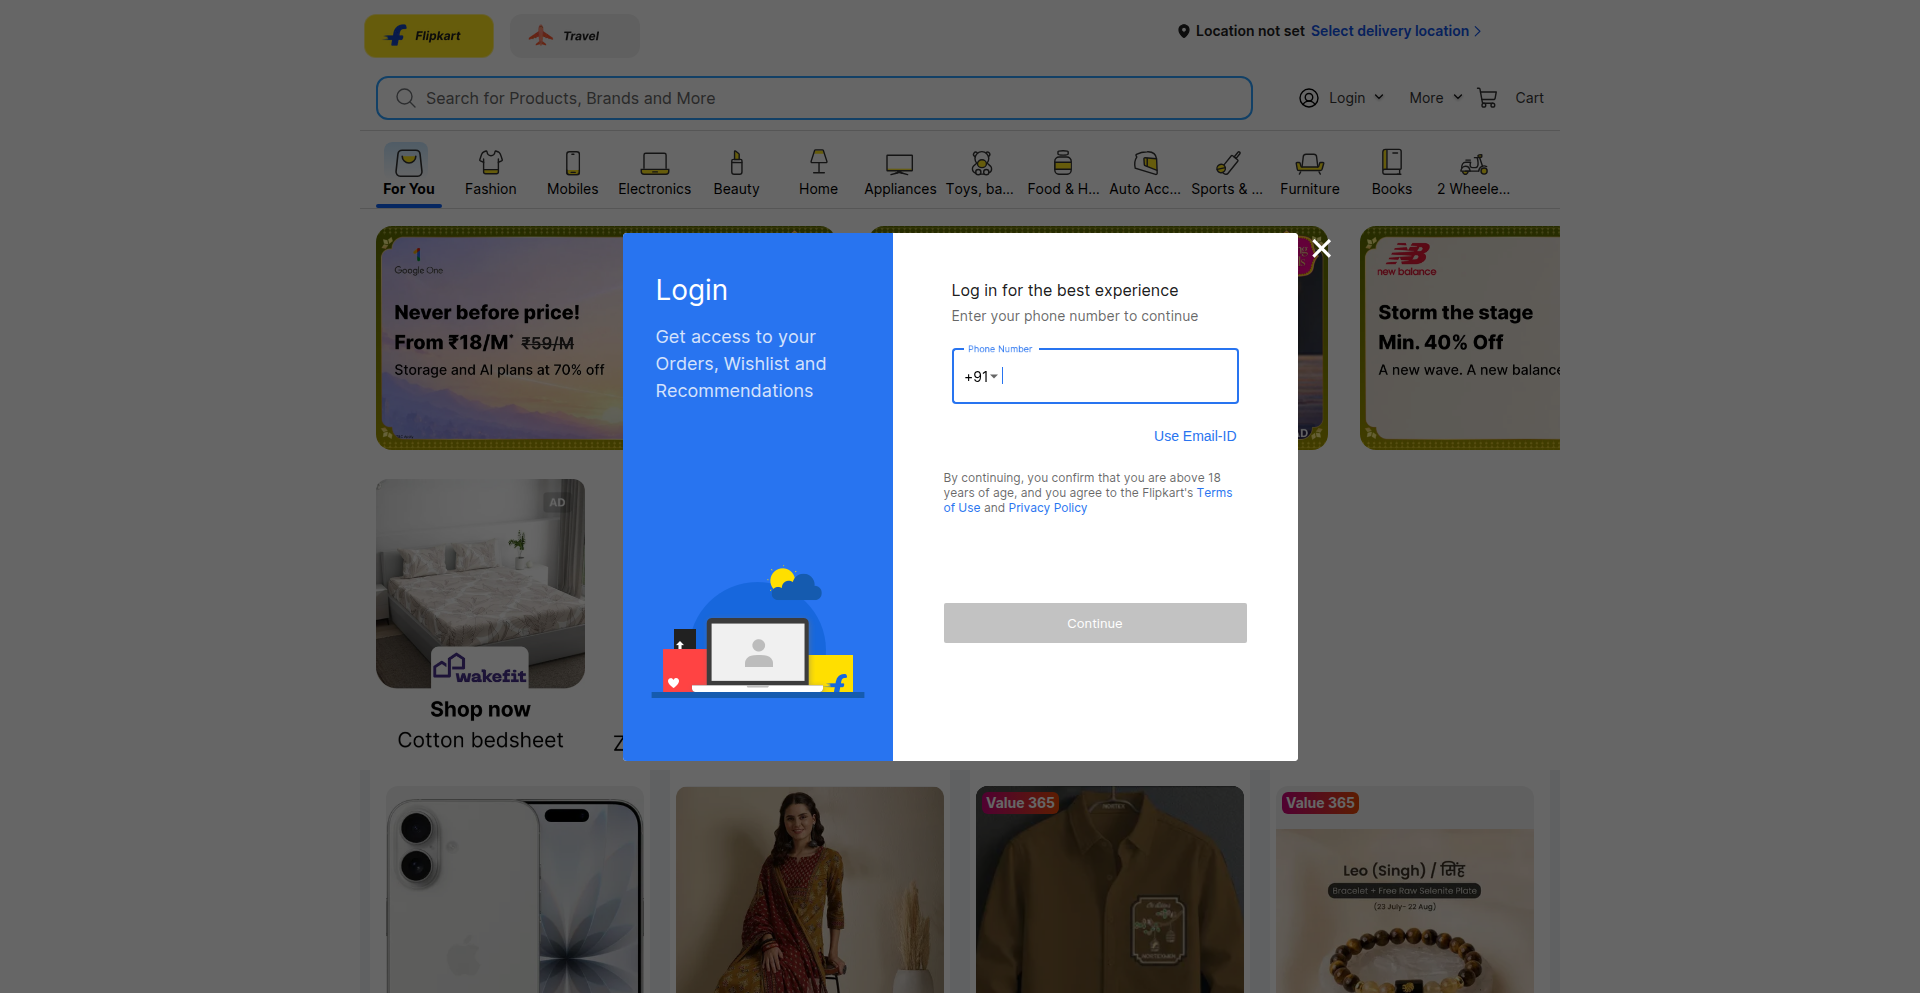 Flipkart
Travel
Location not set Select delivery location
Search for Products, Brands and More
Login
More
Cart
For You
Fashion
Mobiles
Electronics
Beauty
Home
Appliances
Toys, ba...
Food & H...
Auto Acc...
Sports & ...
Furniture
Books
2 Wheele...
Google One
Never before price!
From ₹18/M* ₹59/M
Storage and AI plans at 70% off
new balance
Storm the stage
Min. 40% Off
A new wave. A new balance
Login
Get access to your
Orders, Wishlist and
Recommendations
Log in for the best experience
Enter your phone number to continue
Phone Number
+91
Use Email-ID
By continuing, you confirm that you are above 18
years of age, and you agree to the Flipkart's Terms
of Use and Privacy Policy
Continue
AD
wakefit
Shop now
Cotton bedsheet
Value 365
Value 365
Leo (Singh) / सिंह
Bracelet + Free Raw Selenite Plate
(23 July- 22 Aug)